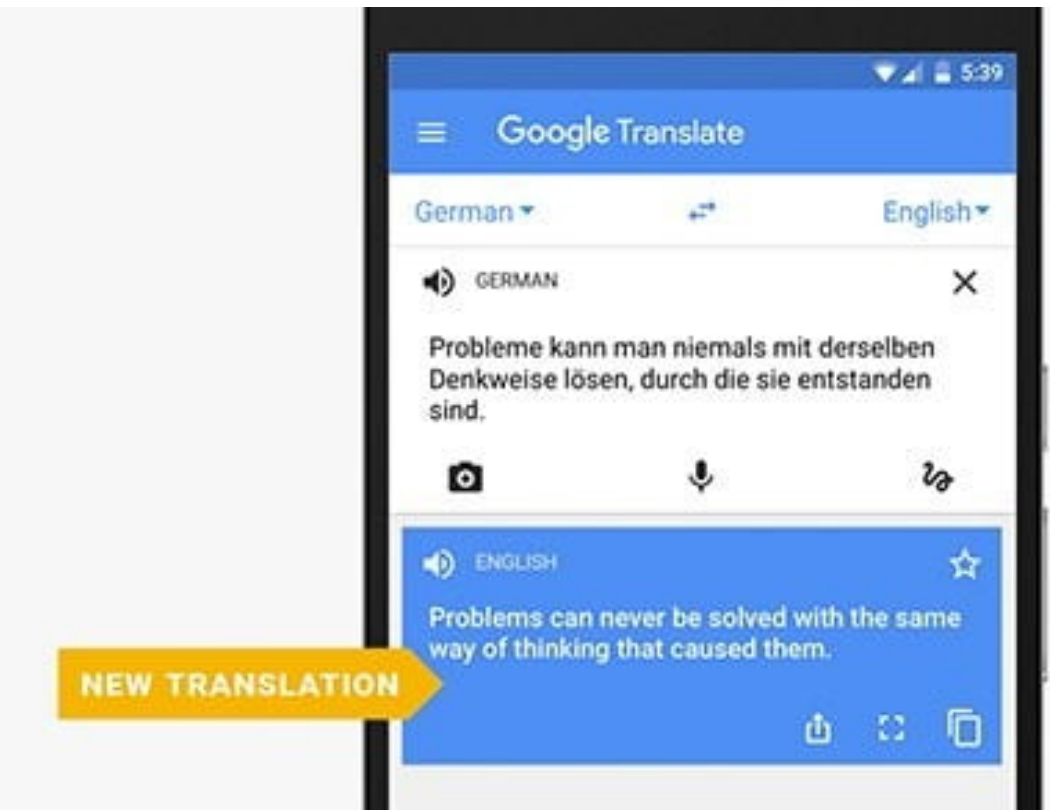 5:39
Google Translate
German
English
GERMAN
Probleme kann man niemals mit derselben
Denkweise lösen, durch die sie entstanden
sind.
ENGLISH
Problems can never be solved with the same
way of thinking that caused them.
NEW TRANSLATION